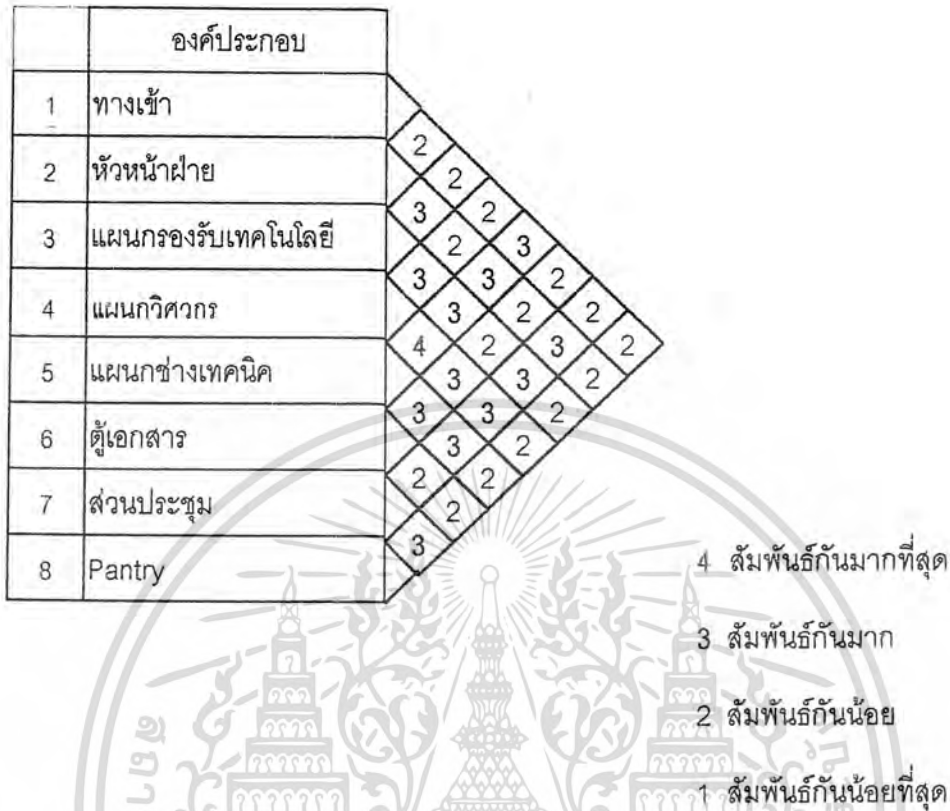 องค์ประกอบ
1 ทางเข้า
2 หัวหน้าฝ่าย
3 แผนกรองรับเทคโนโลยี
4 แผนกวิศวกร
5 แผนกช่างเทคนิค
6 ตู้เอกสาร
7 ส่วนประชุม
8 Pantry
2
2
3 2
2 3
3 3 2
3 2 2
4 2 3 2
3 3 2
3 3 2
3 2
2 2
2
3
4 สัมพันธ์กันมากที่สุด
3 สัมพันธ์กันมาก
2 สัมพันธ์กันน้อย
1 สัมพันธ์กันน้อยที่สุด